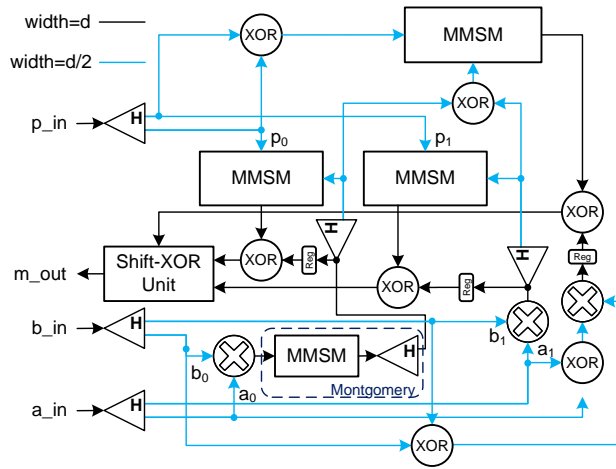 width=d
XOR
MMSM
width=d/2
H
p_in
XOR
p₀
p₁
MMSM
MMSM
XOR
H
H
Reg
Shift-XOR
Unit
XOR
Reg
XOR
Reg
m_out
b_in
H
b₁
a₁
b₀
MMSM
H
XOR
a₀
Montgomery
a_in
H
XOR